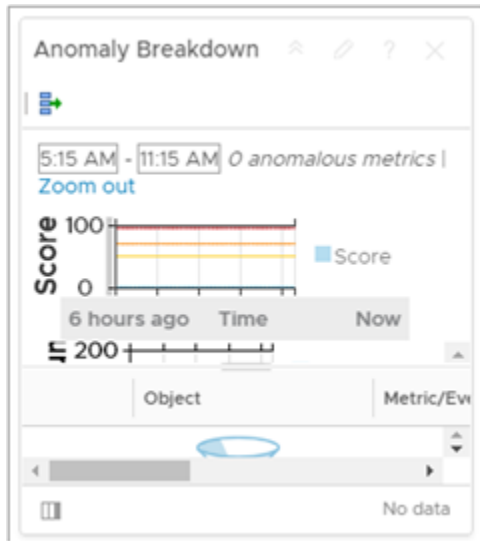 Anomaly Breakdown ?
5:15 AM - 11:15 AM 0 anomalous metrics |
Zoom out
100
Score
Score
0
6 hours ago Time Now
200
Object Metric/Eve
No data